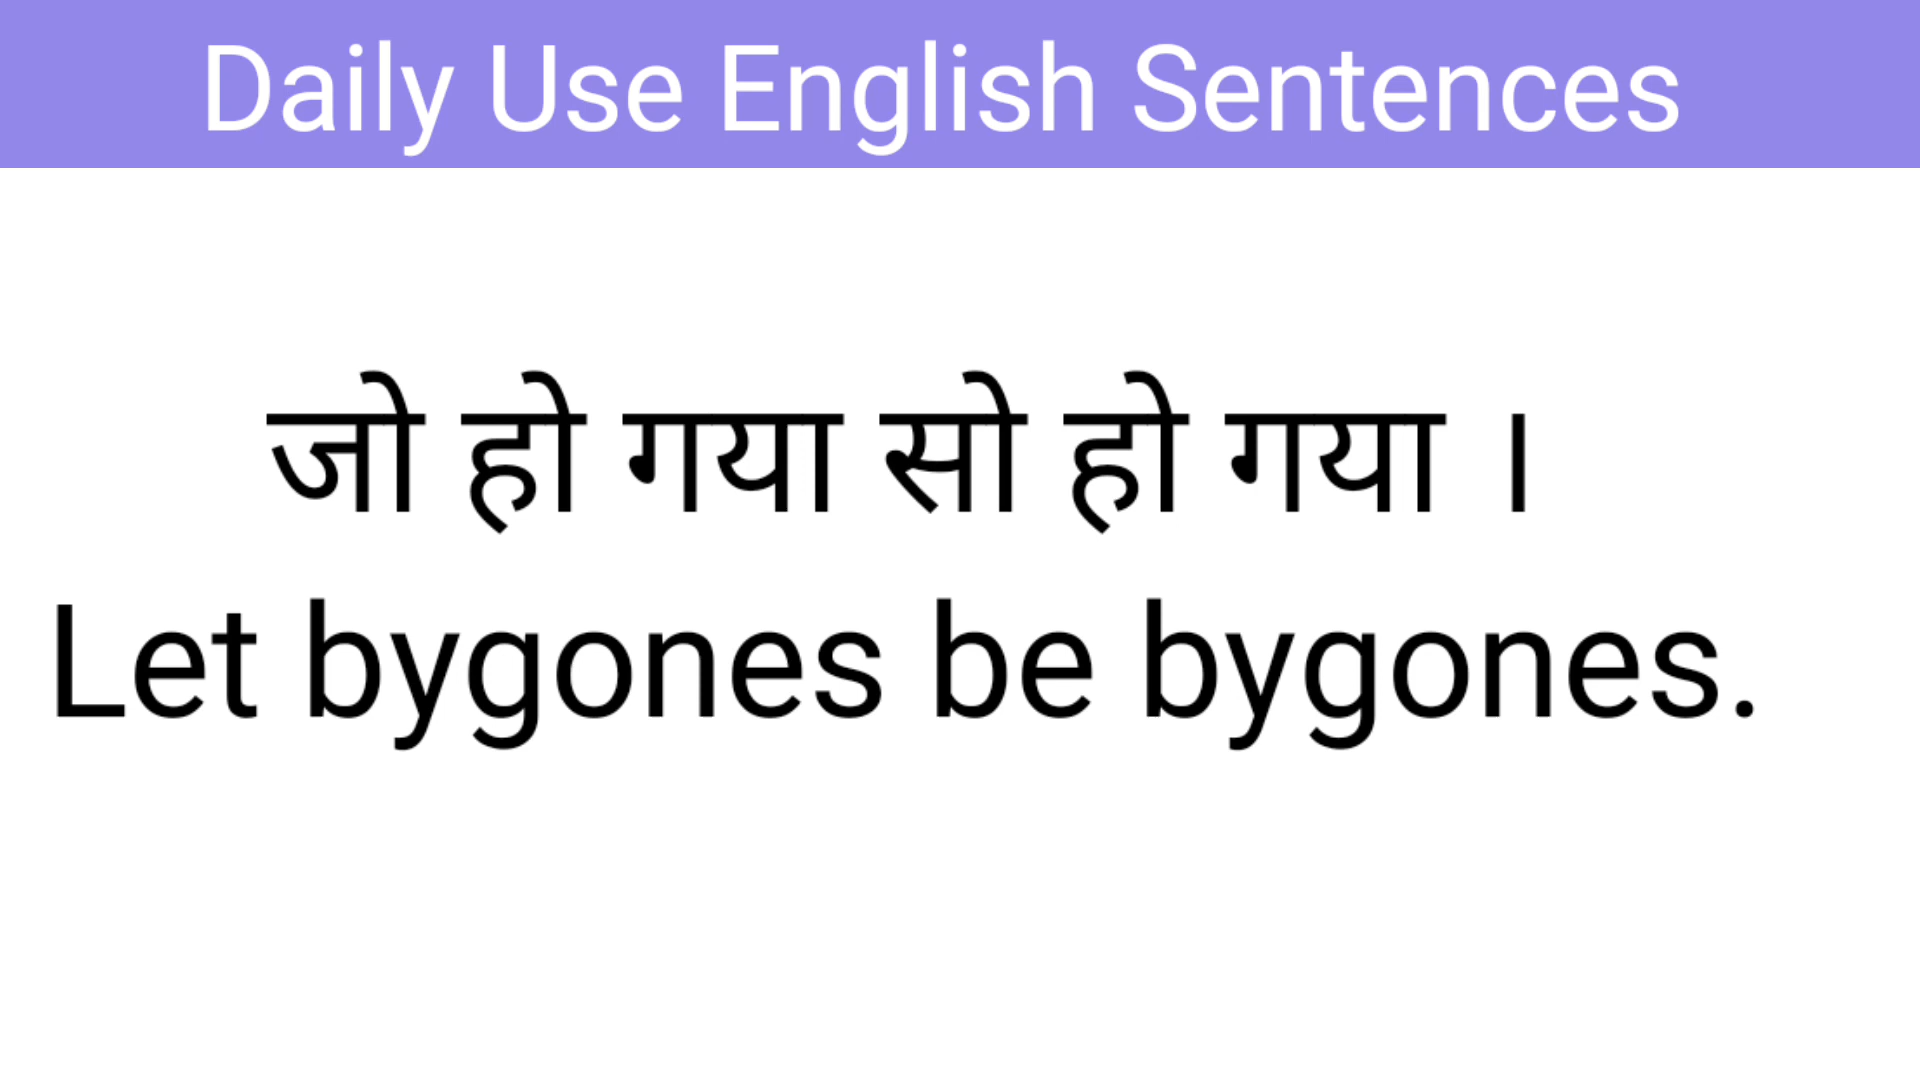 Daily Use English Sentences
जो हो गया सो हो गया ।
Let bygones be bygones.